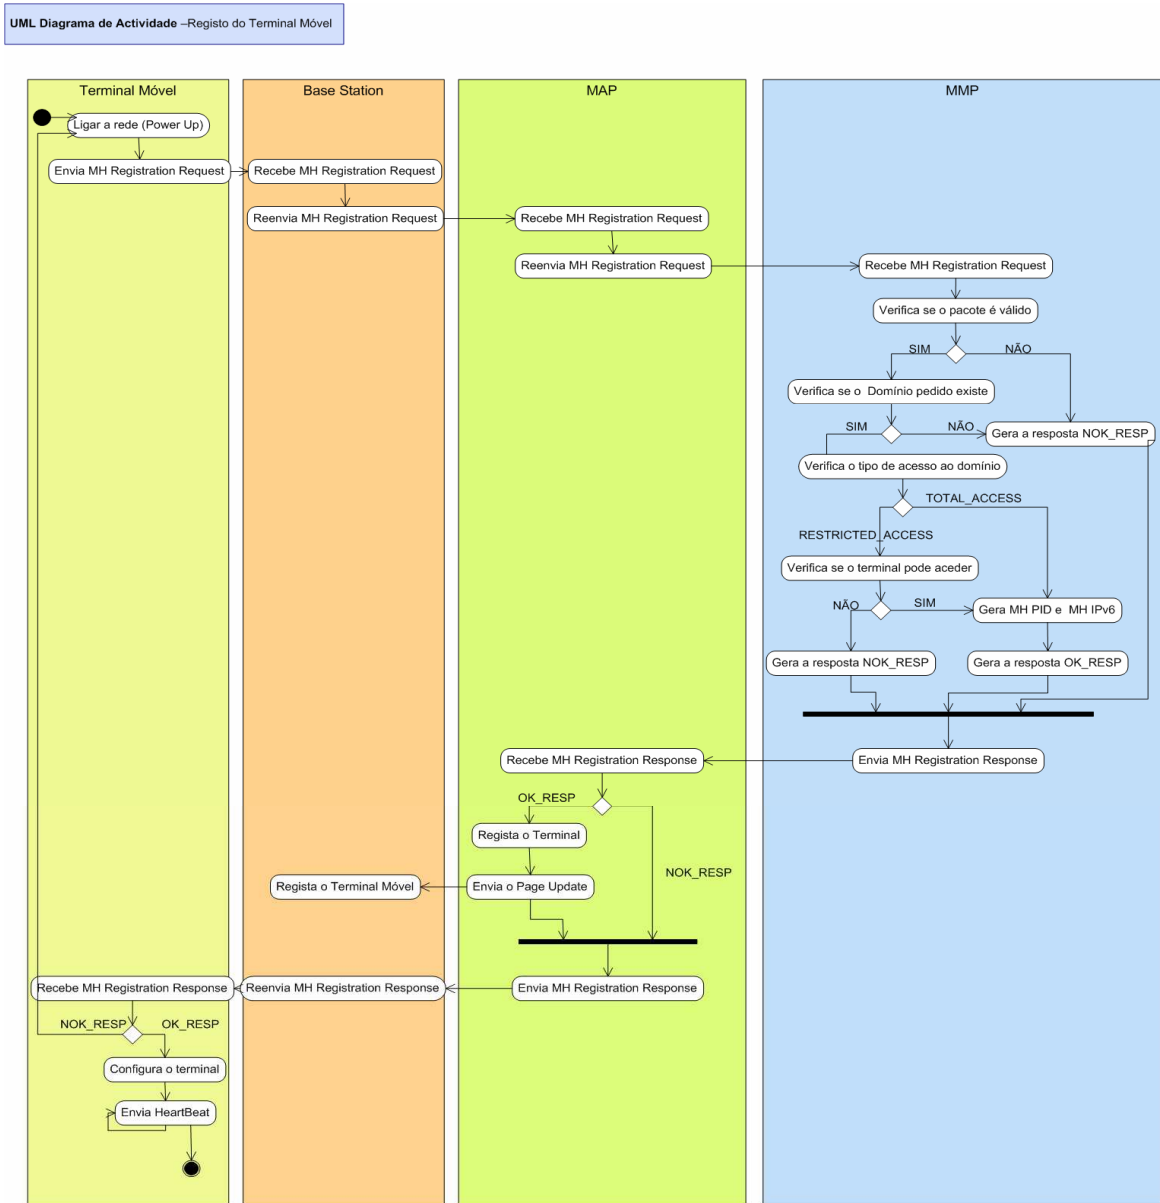 UML Diagrama de Actividade –Registo do Terminal Móvel
Terminal Móvel
Base Station
MAP
MMP
Ligar a rede (Power Up)
Envia MH Registration Request
Recebe MH Registration Request
Reenvia MH Registration Request
Recebe MH Registration Request
Reenvia MH Registration Request
Recebe MH Registration Request
Verifica se o pacote é válido
SIM
NÃO
Verifica se o Domínio pedido existe
SIM
NÃO
Gera a resposta NOK_RESP
Verifica o tipo de acesso ao domínio
TOTAL_ACCESS
RESTRICTED_ACCESS
Verifica se o terminal pode aceder
NÃO
SIM
Gera MH PID e MH IPv6
Gera a resposta NOK_RESP
Gera a resposta OK_RESP
Recebe MH Registration Response
Envia MH Registration Response
OK_RESP
Regista o Terminal
NOK_RESP
Regista o Terminal Móvel
Envia o Page Update
Recebe MH Registration Response
Reenvia MH Registration Response
Envia MH Registration Response
NOK_RESP
OK_RESP
Configura o terminal
Envia HeartBeat